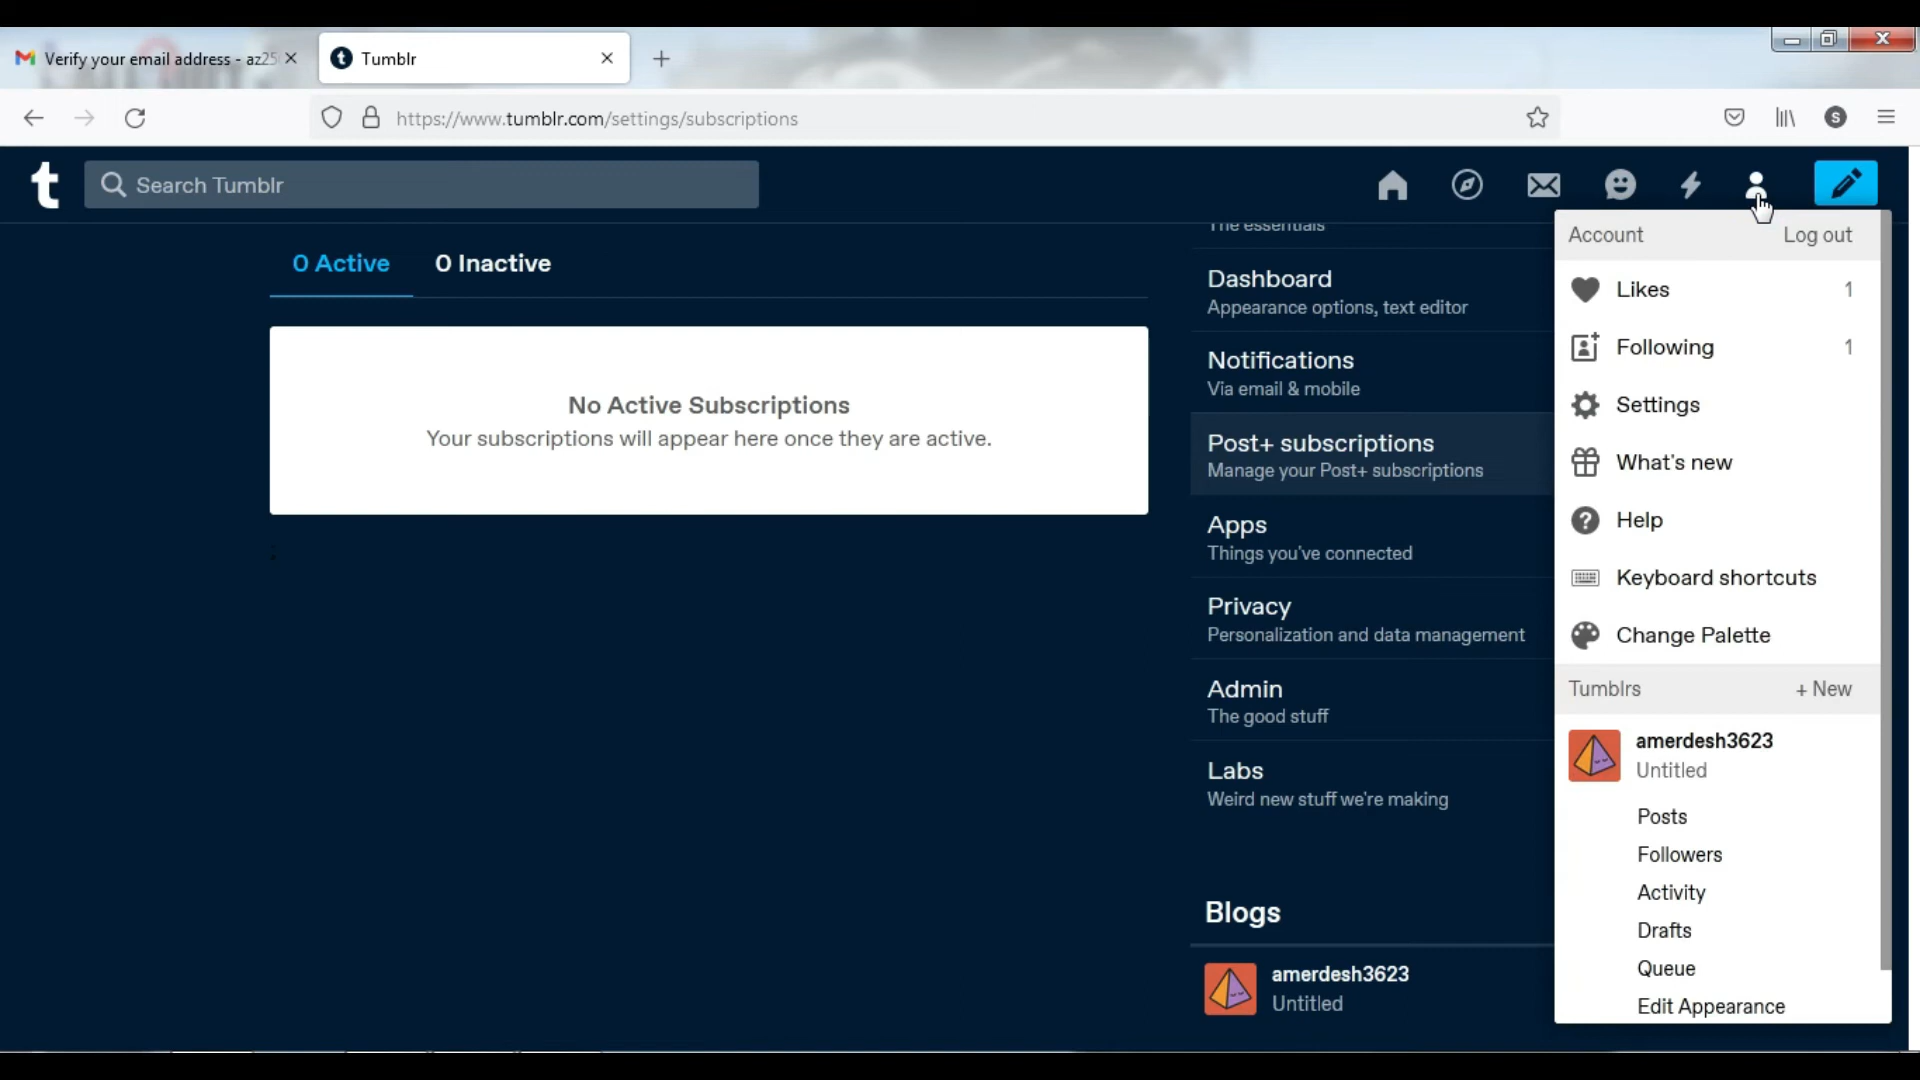 Verify your email address - az25
Tumblr
https://www.tumblr.com/settings/subscriptions
S
t
Search Tumblr
0 Active
0 Inactive
No Active Subscriptions
Your subscriptions will appear here once they are active.
The essentials
Dashboard
Appearance options, text editor
Notifications
Via email & mobile
Post+ subscriptions
Manage your Post+ subscriptions
Apps
Things you've connected
Privacy
Personalization and data management
Admin
The good stuff
Labs
Weird new stuff we're making
Blogs
amerdesh3623
Untitled
Account Log out
Likes 1
Following 1
Settings
What's new
Help
Keyboard shortcuts
Change Palette
Tumblrs + New
amerdesh3623
Untitled
Posts
Followers
Activity
Drafts
Queue
Edit Appearance